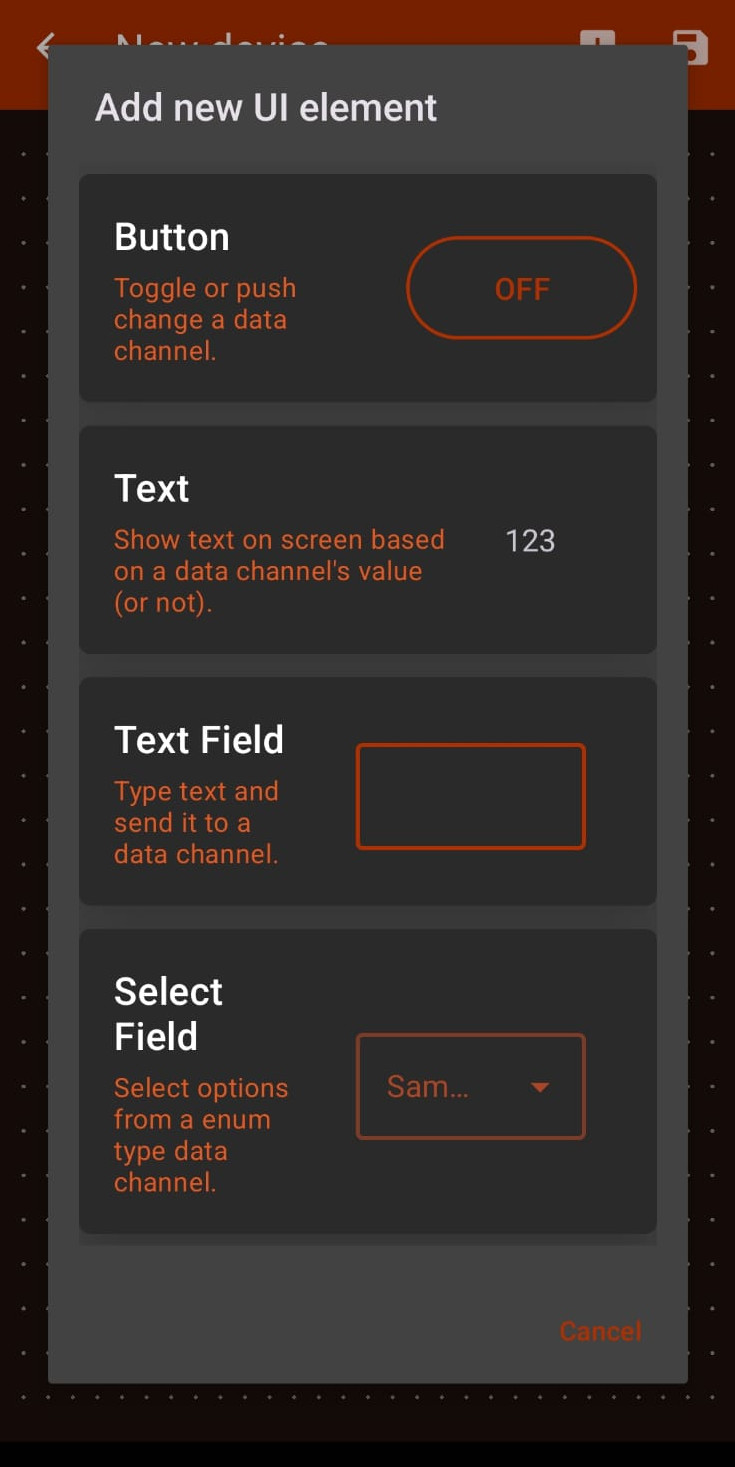 New device
Add new UI element
Button
Toggle or push
change a data
channel.
OFF
Text
Show text on screen based
on a data channel's value
(or not).
123
Text Field
Type text and
send it to a
data channel.
Select
Field
Select options
from a enum
type data
channel.
Sam...
Cancel